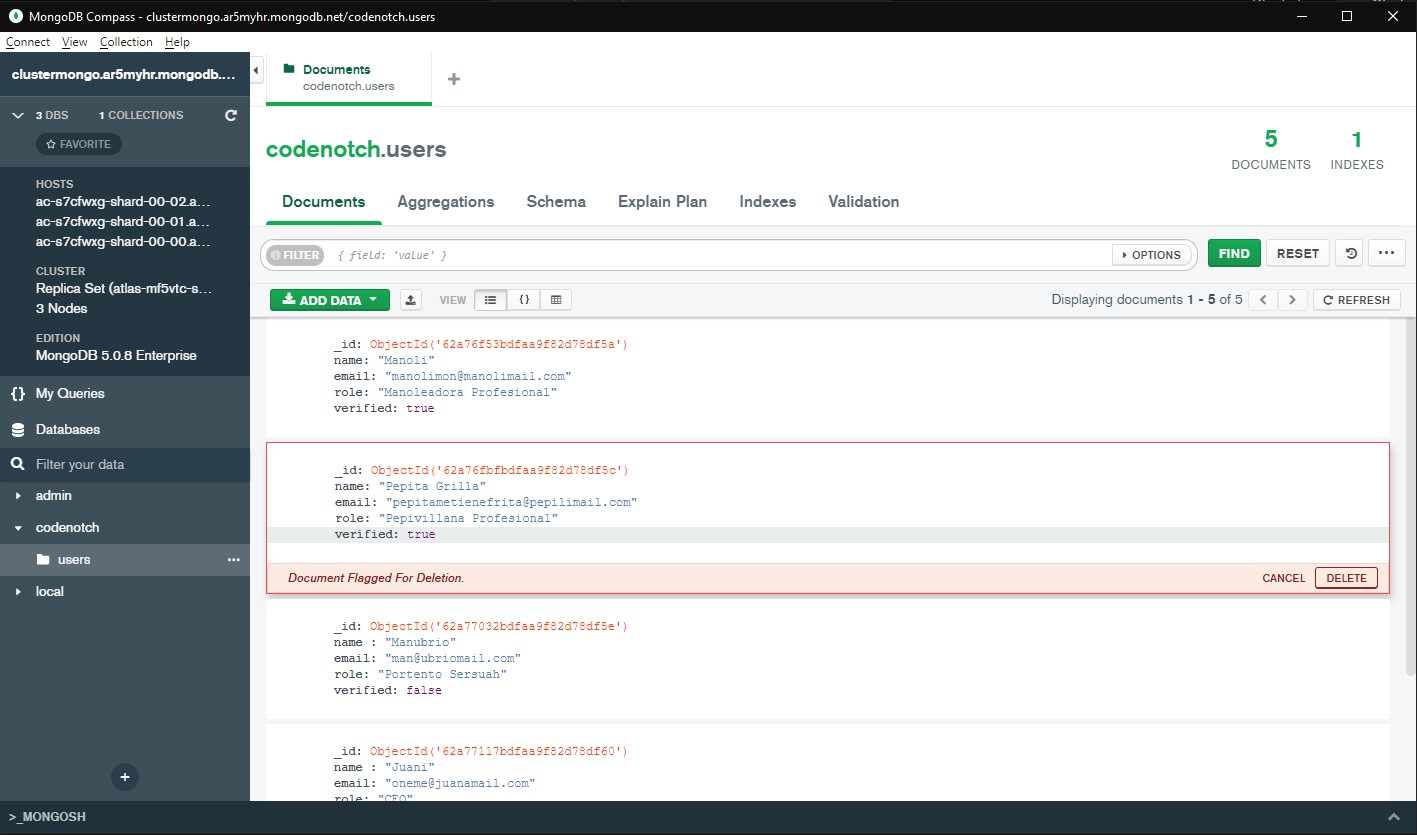 MongoDB Compass - clustermongo.ar5myhr.mongodb.net/codenotch.users
Connect View Collection Help
clustermongo.ar5myhr.mongodb....
3 DBS 1 COLLECTIONS
FAVORITE
HOSTS
ac-s7cfwxg-shard-00-02.a...
ac-s7cfwxg-shard-00-01.a...
ac-s7cfwxg-shard-00-00.a...
CLUSTER
Replica Set (atlas-mf5vtc-s...
3 Nodes
EDITION
MongoDB 5.0.8 Enterprise
{} My Queries
Databases
Filter your data
admin
codenotch
users ...
local
+
>_MONGOSH
Documents
codenotch.users
+
codenotch.users
5
DOCUMENTS
1
INDEXES
Documents Aggregations Schema Explain Plan Indexes Validation
FILTER { field: 'value' } OPTIONS FIND RESET ...
ADD DATA VIEW {} Displaying documents 1 - 5 of 5 < > REFRESH
_id: ObjectId('62a76f53bdfaa9f82d78df5a')
name: "Manoli"
email: "manolimon@manolimail.com"
role: "Manoleadora Profesional"
verified: true
_id: ObjectId('62a76fbfbdfaa9f82d78df5c')
name: "Pepita Grilla"
email: "pepitametienefrita@pepilimail.com"
role: "Pepivillana Profesional"
verified: true
Document Flagged For Deletion. CANCEL DELETE
_id: ObjectId('62a77032bdfaa9f82d78df5e')
name : "Manubrio"
email: "man@ubriomail.com"
role: "Portento Sersuah"
verified: false
_id: ObjectId('62a77117bdfaa9f82d78df60')
name : "Juani"
email: "oneme@juanamail.com"
role: "CEO"